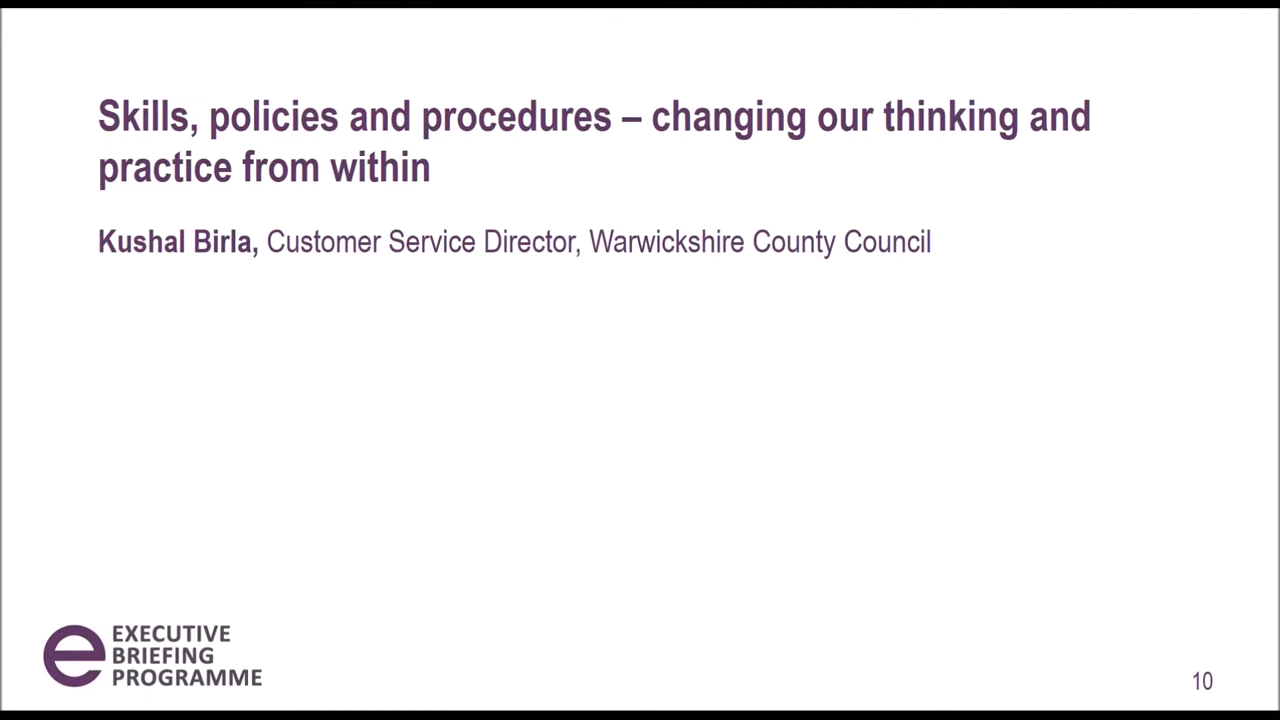 Skills, policies and procedures – changing our thinking and
practice from within
Kushal Birla, Customer Service Director, Warwickshire County Council
e EXECUTIVE
BRIEFING
PROGRAMME
10